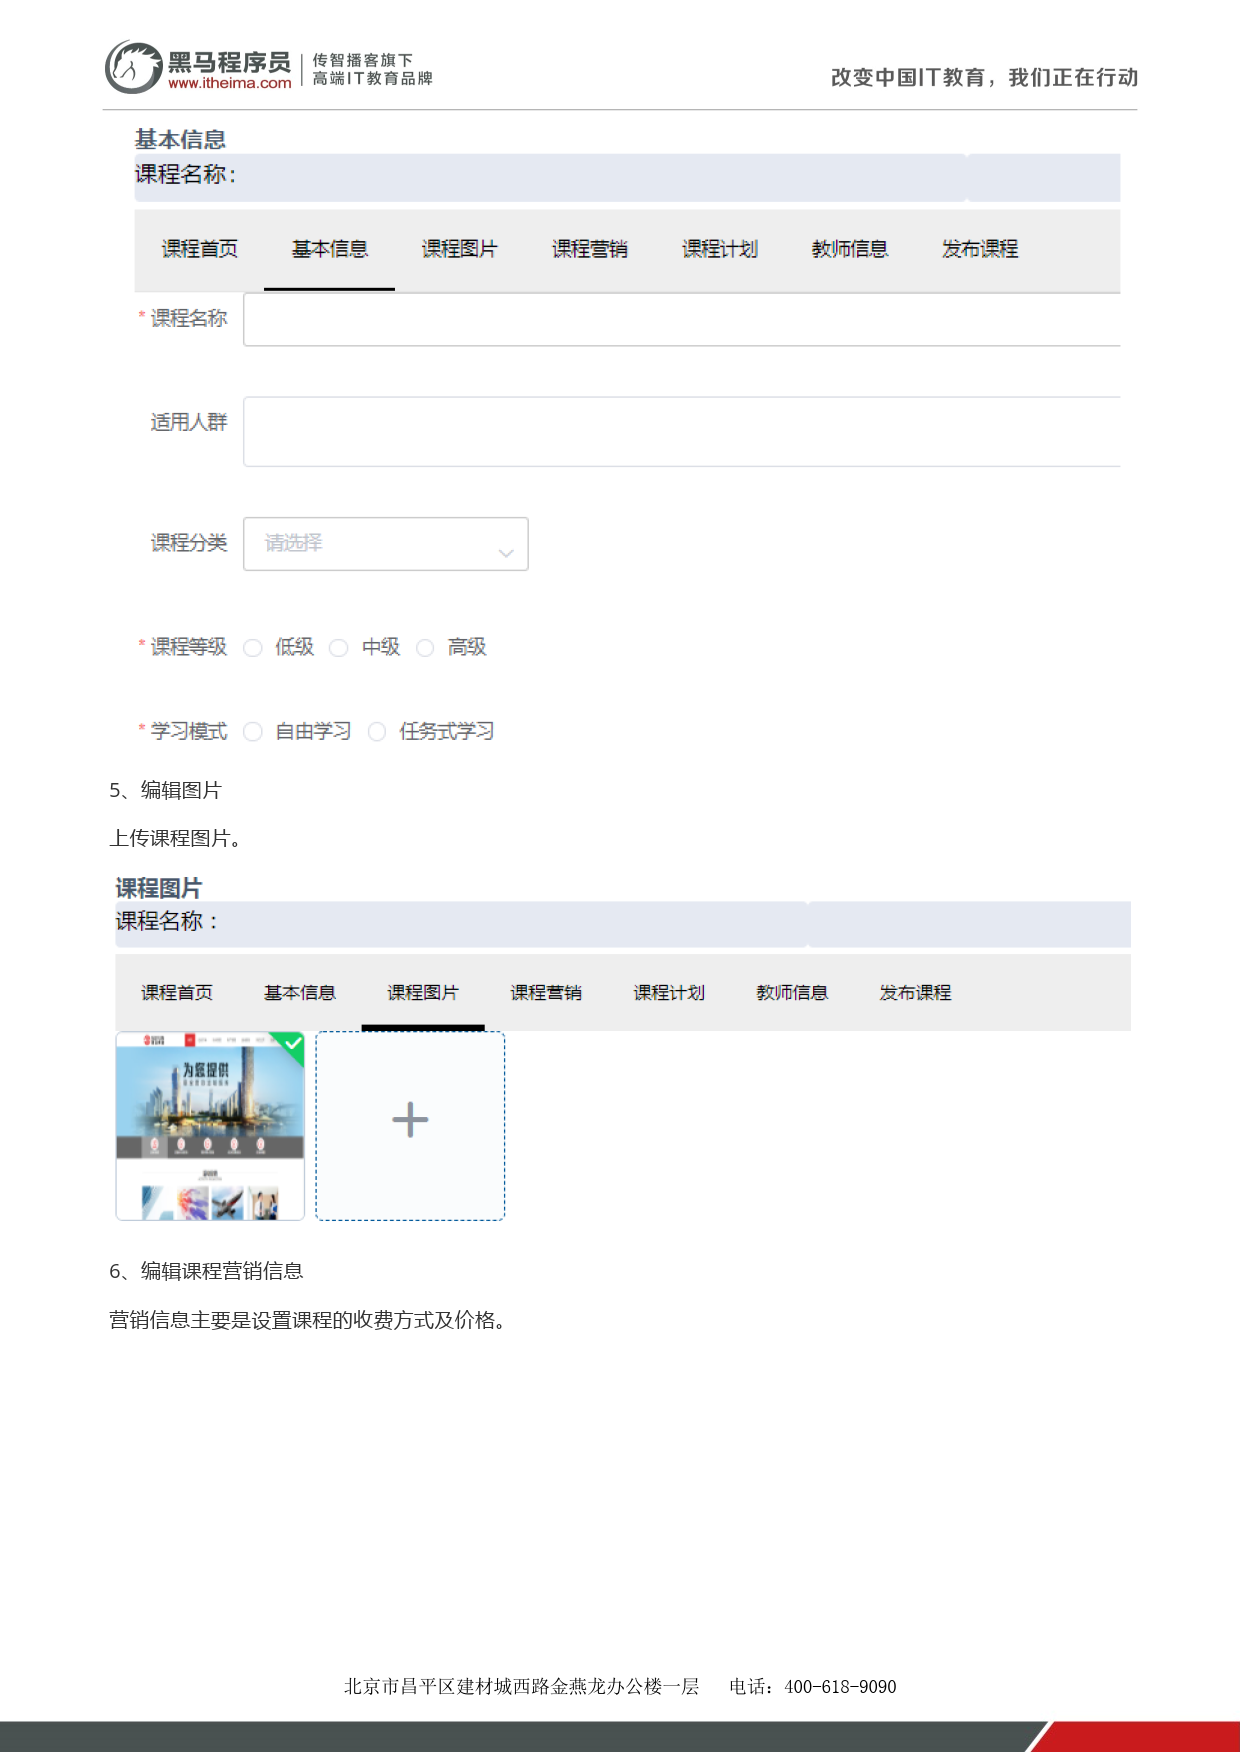 黑马程序员
www.itheima.com
传智播客旗下
高端IT教育品牌
改变中国IT教育，我们正在行动
基本信息
课程名称：
课程首页 基本信息 课程图片 课程营销 课程计划 教师信息 发布课程
* 课程名称
适用人群
课程分类 请选择
* 课程等级 低级 中级 高级
* 学习模式 自由学习 任务式学习
5、编辑图片
上传课程图片。
课程图片
课程名称：
课程首页 基本信息 课程图片 课程营销 课程计划 教师信息 发布课程
为您提供
6、编辑课程营销信息
营销信息主要是设置课程的收费方式及价格。
北京市昌平区建材城西路金燕龙办公楼一层 电话：400-618-9090